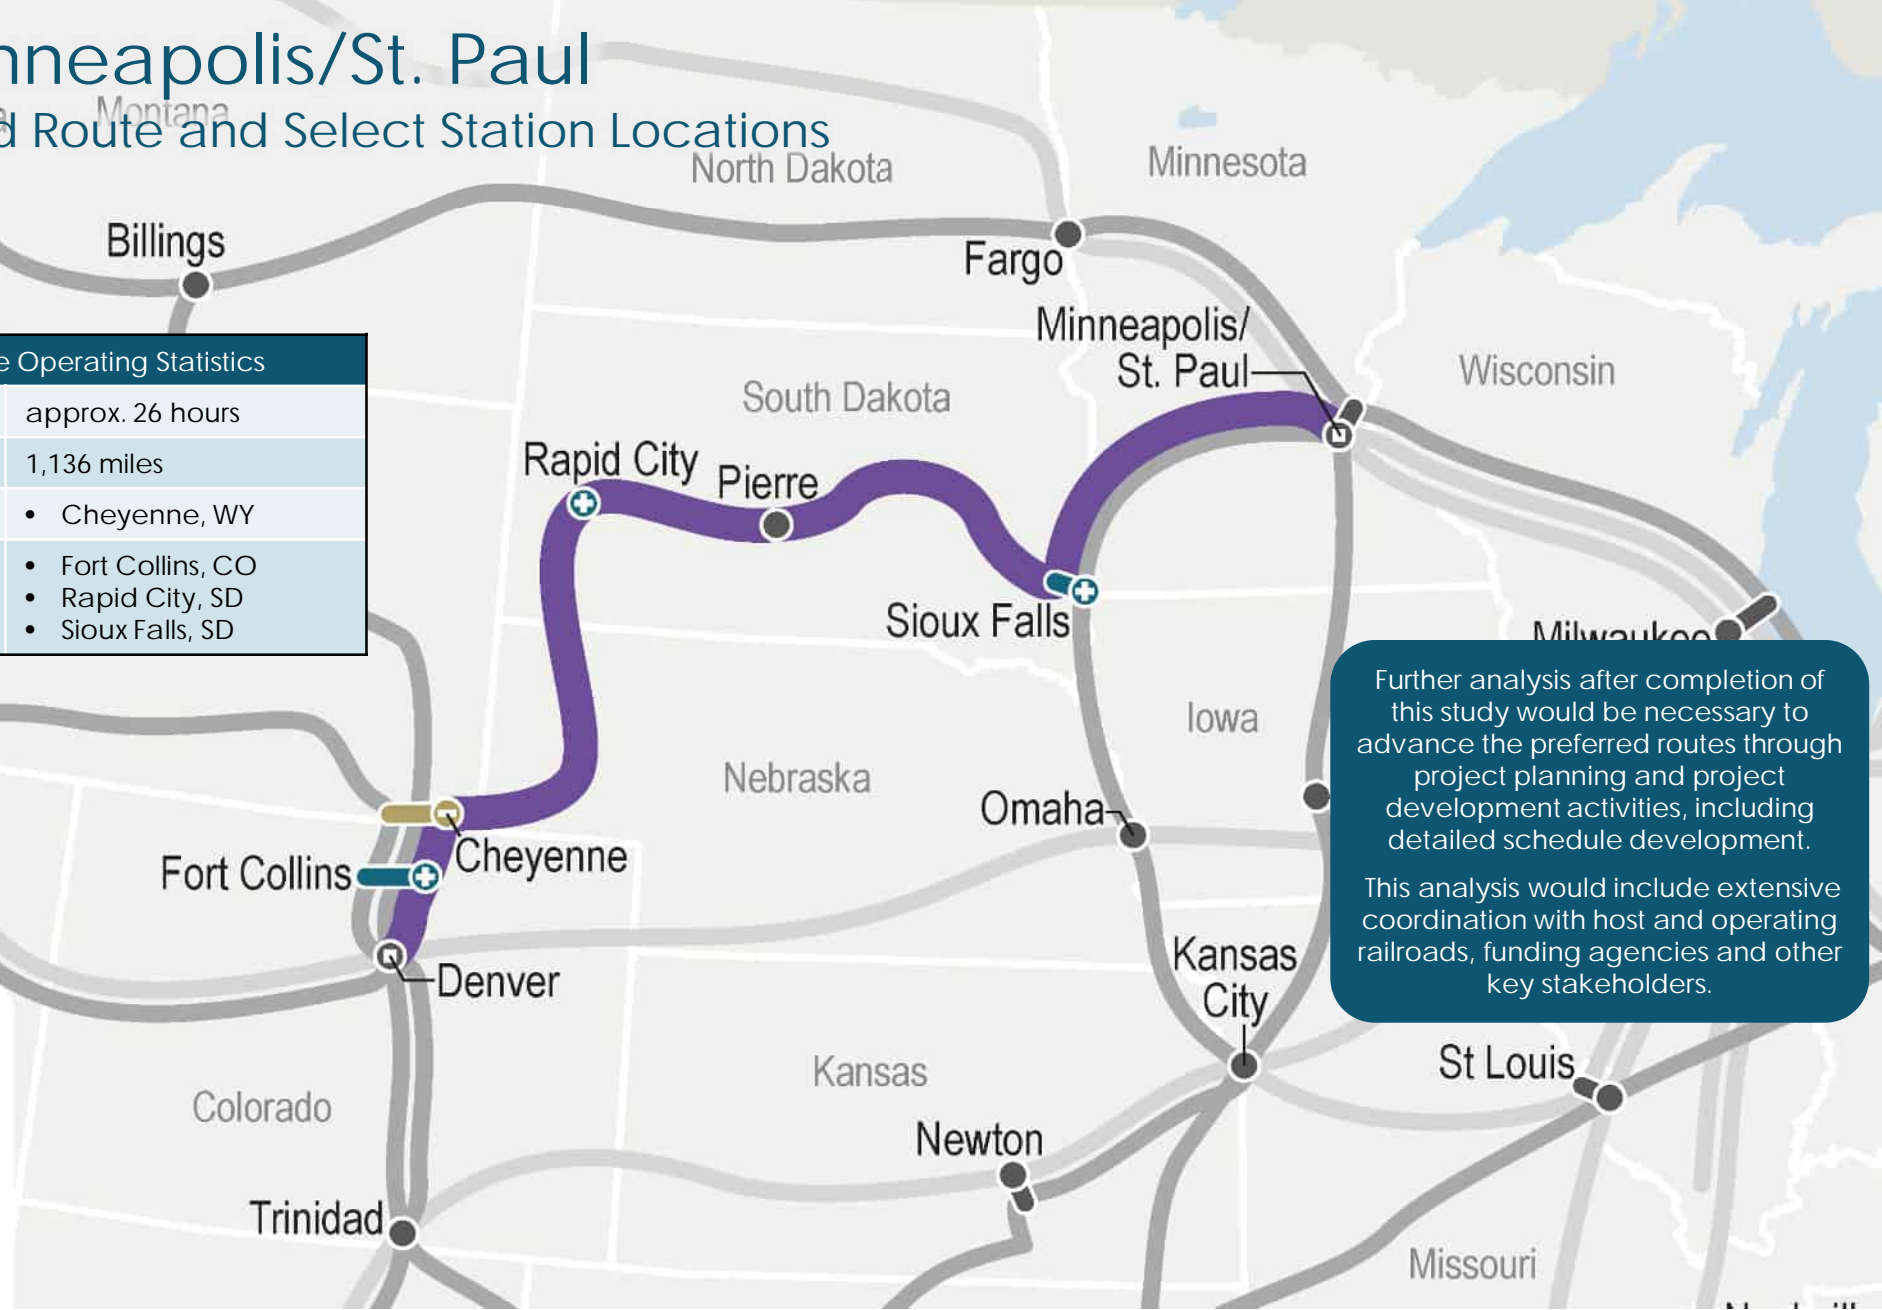 nneapolis/St. Paul
d Route and Select Station Locations
Montana
North Dakota
Minnesota
Billings
Fargo
Minneapolis/
St. Paul
Wisconsin
South Dakota
Rapid City
Pierre
Sioux Falls
Milwaukee
e Operating Statistics
approx. 26 hours
1,136 miles
• Cheyenne, WY
• Fort Collins, CO
• Rapid City, SD
• Sioux Falls, SD
Iowa
Nebraska
Omaha
Cheyenne
Fort Collins
Denver
Kansas
City
Further analysis after completion of
this study would be necessary to
advance the preferred routes through
project planning and project
development activities, including
detailed schedule development.
This analysis would include extensive
coordination with host and operating
railroads, funding agencies and other
key stakeholders.
St Louis
Kansas
Colorado
Newton
Trinidad
Missouri